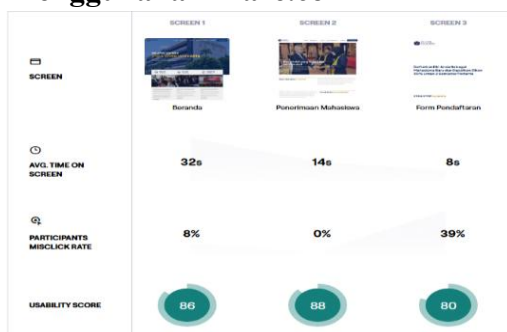 SCREEN 1 SCREEN 2 SCREEN 3
SCREEN
Beranda Penerimaan Mahasiswa Form Pendaftaran
AVG. TIME ON
SCREEN
32s 14s 8s
PARTICIPANTS
MISCLICK RATE
8% 0% 39%
USABILITY SCORE
86 88 80